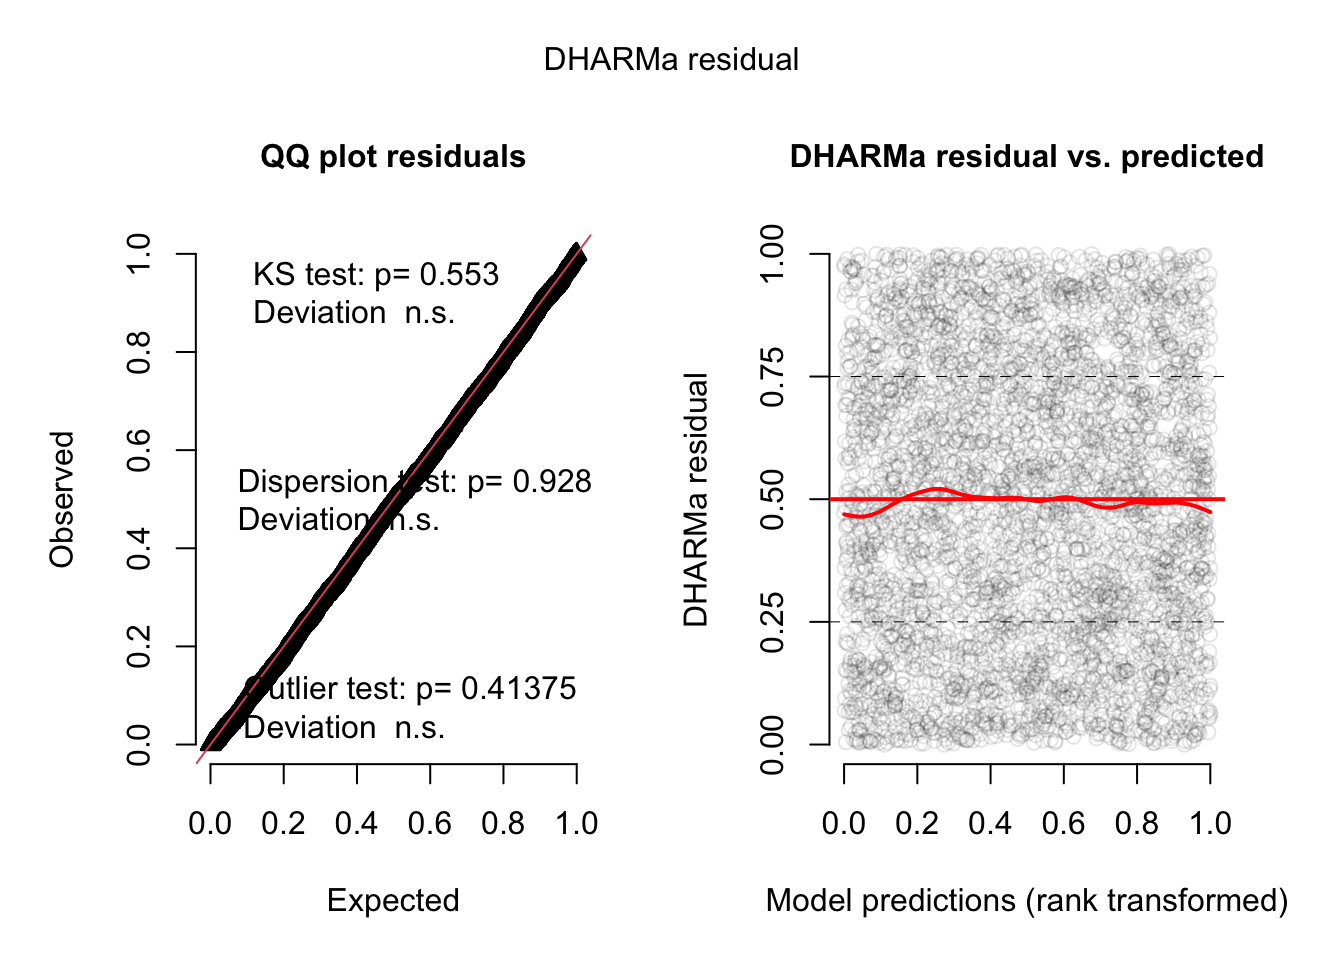 DHARMa residual
QQ plot residuals
KS test: p= 0.553
Deviation  n.s.
Dispersion test: p= 0.928
Deviation  n.s.
Outlier test: p= 0.41375
Deviation  n.s.
Observed
0.0
0.2
0.4
0.6
0.8
1.0
0.0 0.2 0.4 0.6 0.8 1.0
Expected
DHARMa residual vs. predicted
DHARMa residual
0.00
0.25
0.50
0.75
1.00
0.0 0.2 0.4 0.6 0.8 1.0
Model predictions (rank transformed)